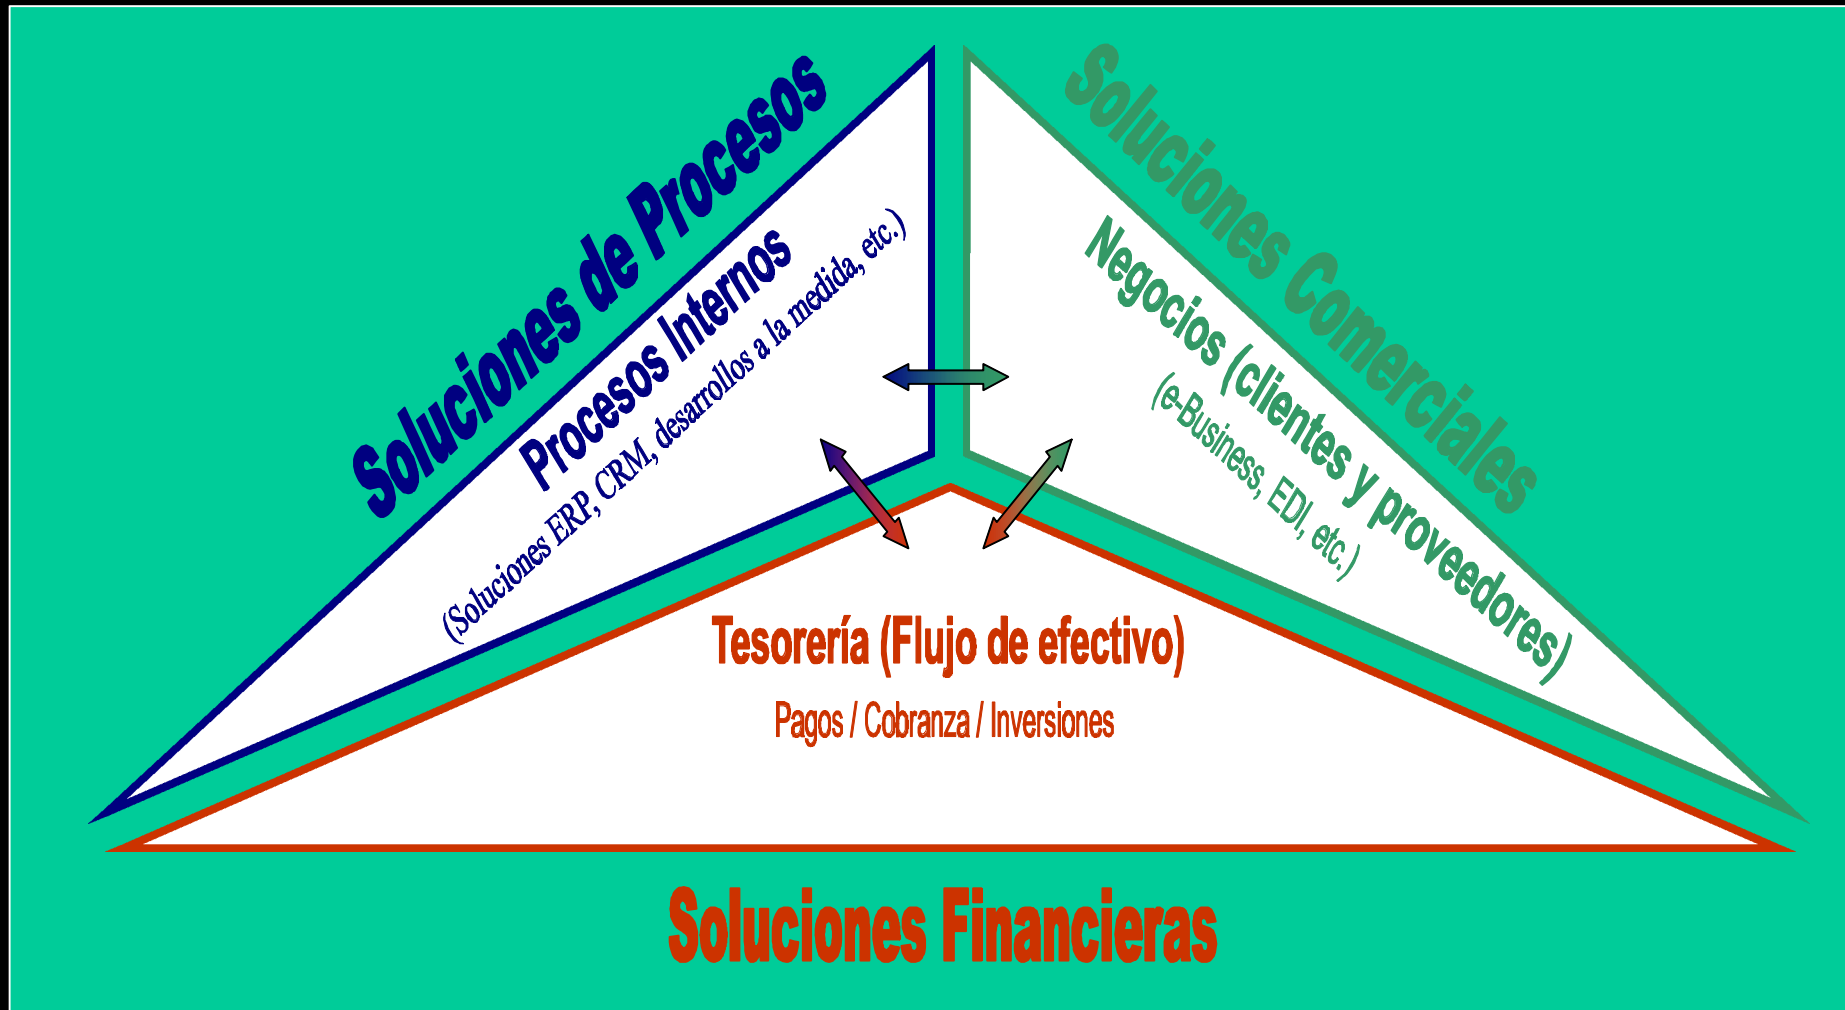 Soluciones de Procesos
Procesos Internos
(Soluciones ERP, CRM, desarrollos a la medida, etc.)
Soluciones Comerciales
Negocios (clientes y proveedores)
(e-Business, EDI, etc.)
Tesorería (Flujo de efectivo)
Pagos / Cobranza / Inversiones
Soluciones Financieras